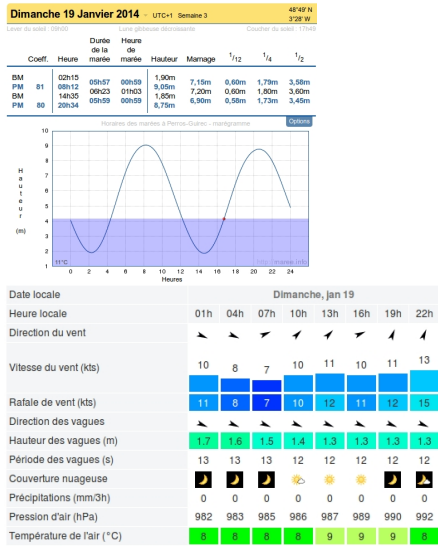 Dimanche 19 Janvier 2014 - UTC+1 Semaine 3 48°49' N
3°28' W
Lever du soleil : 09h00 Lune gibbeuse décroissante Coucher du soleil : 17h49
Durée Heure
de la de
Coeff. Heure marée marée Hauteur Marnage 1/12 1/4 1/2
BM 02h15 1,90m
PM 81 08h12 05h57 00h59 9,05m 7,15m 0,60m 1,79m 3,58m
BM 14h35 06h23 01h03 1,85m 7,20m 0,60m 1,80m 3,60m
PM 80 20h34 05h59 00h59 8,75m 6,90m 0,58m 1,73m 3,45m
Options
Horaires des marées à Perros-Guirec - marégramme
Hauteur
(m)
10
9
8
7
6
5
4
3
2
1
11°C
http://maree.info
0 2 4 6 8 10 12 14 16 18 20 22 24
Heures
Date locale Dimanche, jan 19
Heure locale 01h 04h 07h 10h 13h 16h 19h 22h
Direction du vent
Vitesse du vent (kts) 10 8 7 10 11 10 11 13
Rafale de vent (kts) 11 8 7 10 12 11 12 15
Direction des vagues
Hauteur des vagues (m) 1.7 1.6 1.5 1.4 1.3 1.3 1.3 1.3
Période des vagues (s) 13 13 13 12 12 12 12 12
Couverture nuageuse
Précipitations (mm/3h) 0 0 0 0 0 0 0 0
Pression d'air (hPa) 982 983 985 986 987 989 990 992
Température de l'air (°C) 8 8 8 8 9 9 9 8